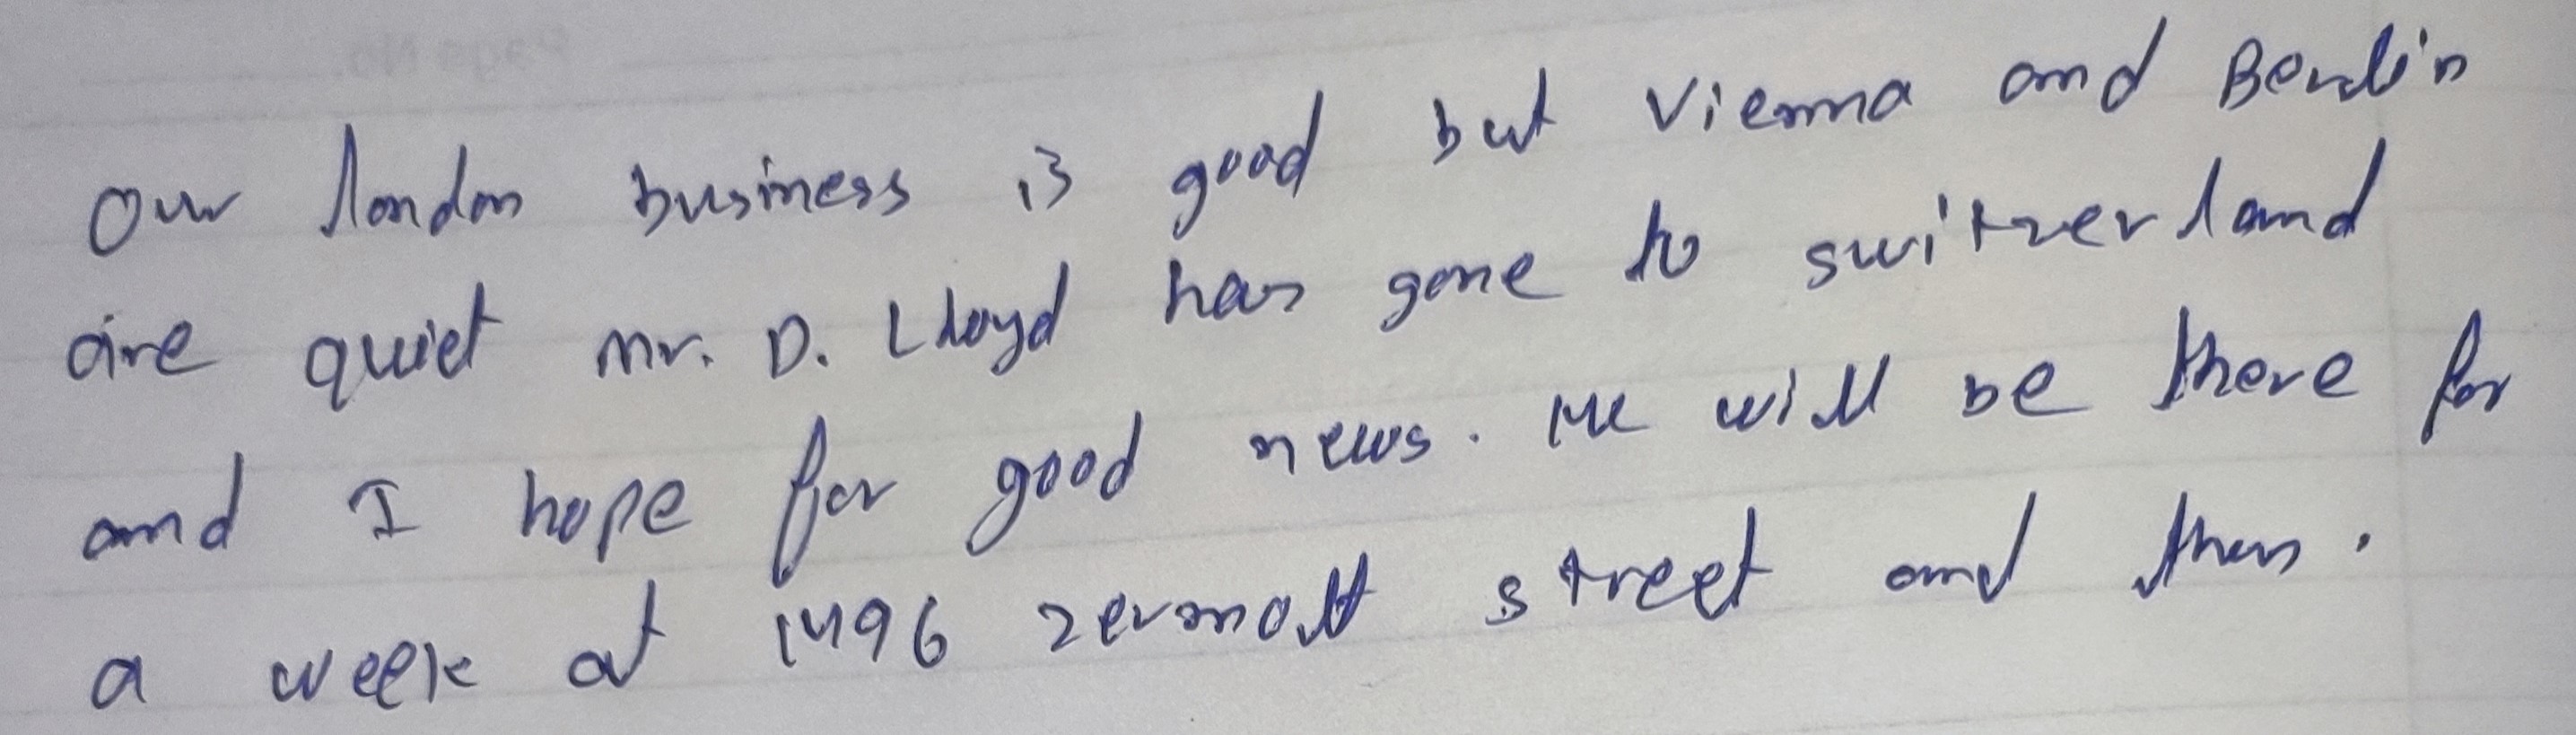 Our london business is good but Vienna and Berlin
are quiet mr. D. Lloyd has gone to switzerland
and I hope for good news. He will be there for
a week at 1496 zermott street and then.